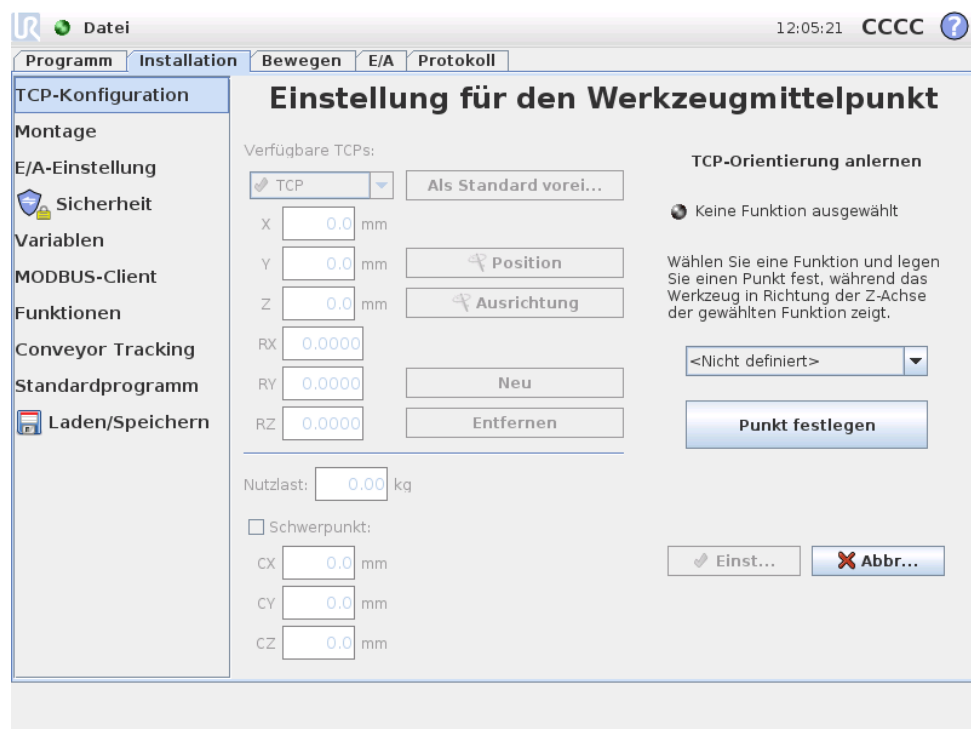 UR Datei 12:05:21 CCCC ?
Programm Installation Bewegen E/A Protokoll
TCP-Konfiguration
Montage
E/A-Einstellung
Sicherheit
Variablen
MODBUS-Client
Funktionen
Conveyor Tracking
Standardprogramm
Laden/Speichern
Einstellung für den Werkzeugmittelpunkt
Verfügbare TCPs:
TCP Als Standard vorei...
X 0.0 mm
Y 0.0 mm Position
Z 0.0 mm Ausrichtung
RX 0.0000
RY 0.0000 Neu
RZ 0.0000 Entfernen
Nutzlast: 0.00 kg
Schwerpunkt:
CX 0.0 mm
CY 0.0 mm
CZ 0.0 mm
TCP-Orientierung anlernen
Keine Funktion ausgewählt
Wählen Sie eine Funktion und legen
Sie einen Punkt fest, während das
Werkzeug in Richtung der Z-Achse
der gewählten Funktion zeigt.
<Nicht definiert>
Punkt festlegen
Einst... Abbr...